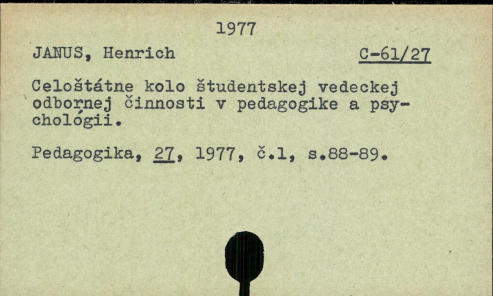 1977
JANUS, Henrich C-61/27
Celoštátne kolo študentskej vedeckej
odbornej činnosti v pedagogike a psy-
chológii.
Pedagogika, 27, 1977, č.1, s.88-89.